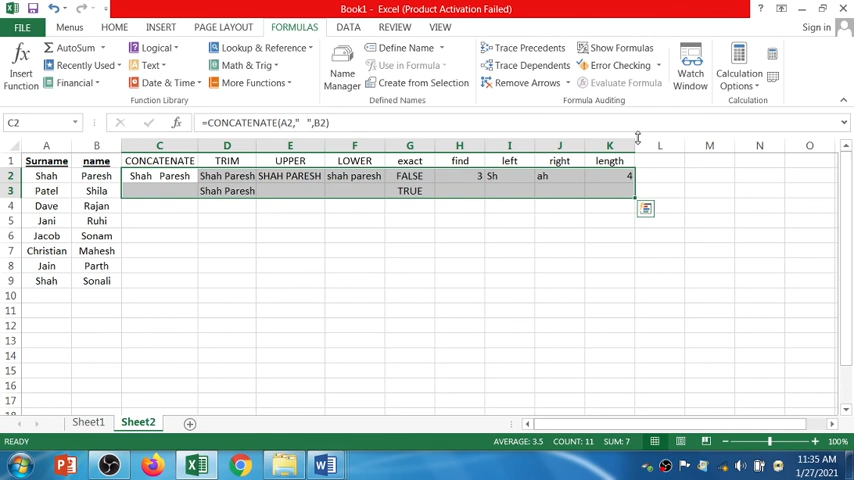 Book1 - Excel (Product Activation Failed)
FILE Menus HOME INSERT PAGE LAYOUT FORMULAS DATA REVIEW VIEW Sign in
Insert Function
AutoSum
Recently Used
Financial
Logical
Text
Date & Time
Lookup & Reference
Math & Trig
More Functions
Function Library
Name Manager
Define Name
Use in Formula
Create from Selection
Defined Names
Trace Precedents
Trace Dependents
Remove Arrows
Show Formulas
Error Checking
Evaluate Formula
Formula Auditing
Watch Window
Calculation Options
Calculation
C2 fx =CONCATENATE(A2," ",B2)
A B C D E F G H I J K L M N O
1 Surname name CONCATENATE TRIM UPPER LOWER exact find left right length
2 Shah Paresh Shah Paresh Shah Paresh SHAH PARESH shah paresh FALSE 3 Sh ah 4
3 Patel Shila Shah Paresh TRUE
4 Dave Rajan
5 Jani Ruhi
6 Jacob Sonam
7 Christian Mahesh
8 Jain Parth
9 Shah Sonali
10
11
12
13
14
15
16
17
Sheet1 Sheet2
READY AVERAGE: 3.5 COUNT: 11 SUM: 7 100%
11:35 AM
1/27/2021